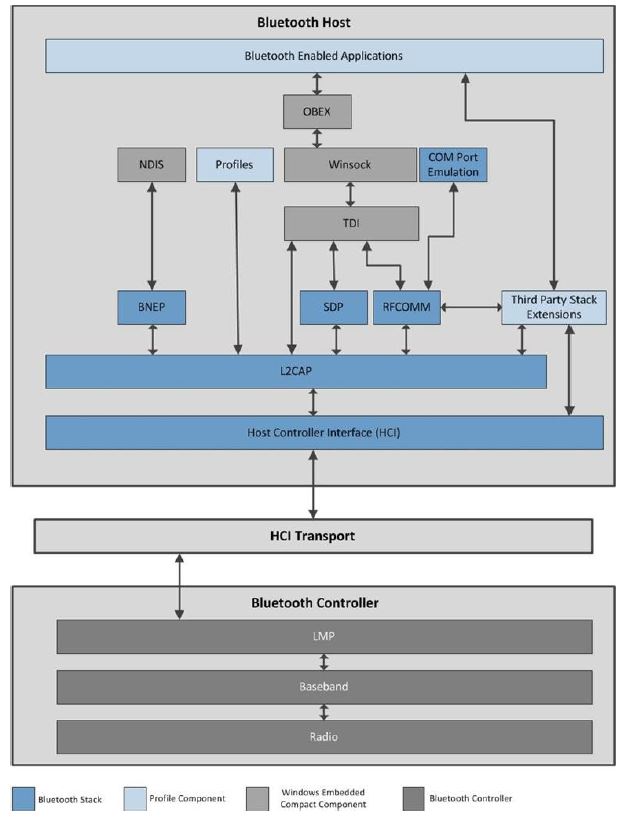 Bluetooth Host
Bluetooth Enabled Applications
OBEX
NDIS
Profiles
Winsock
COM Port
Emulation
TDI
BNEP
SDP
RFCOMM
Third Party Stack
Extensions
L2CAP
Host Controller Interface (HCI)
HCI Transport
Bluetooth Controller
LMP
Baseband
Radio
Bluetooth Stack
Profile Component
Windows Embedded
Compact Component
Bluetooth Controller